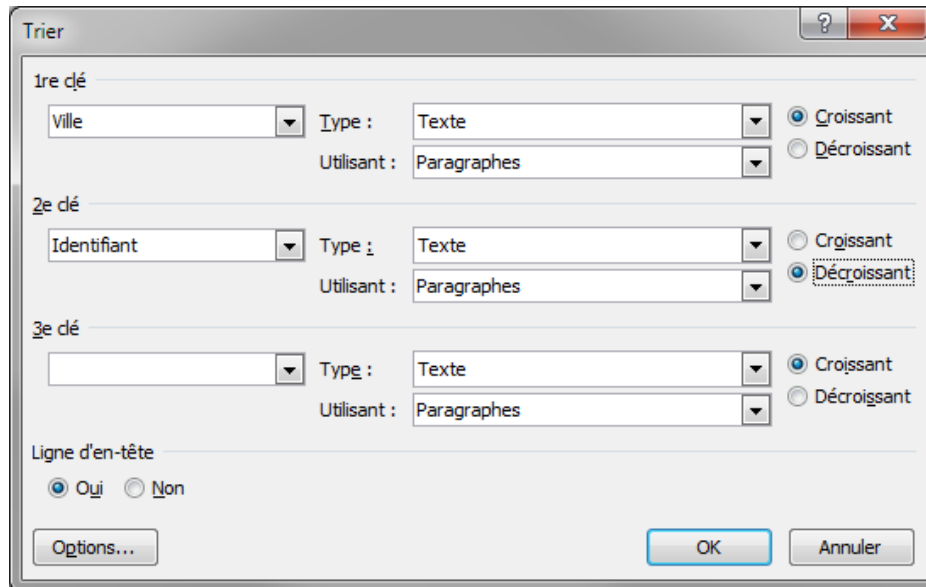 Trier
1re clé
Ville Type : Texte Croissant
Décroissant
Utilisant : Paragraphes
2e clé
Identifiant Type : Texte Croissant
Décroissant
Utilisant : Paragraphes
3e clé
Type : Texte Croissant
Décroissant
Utilisant : Paragraphes
Ligne d'en-tête
Oui Non
Options... OK Annuler